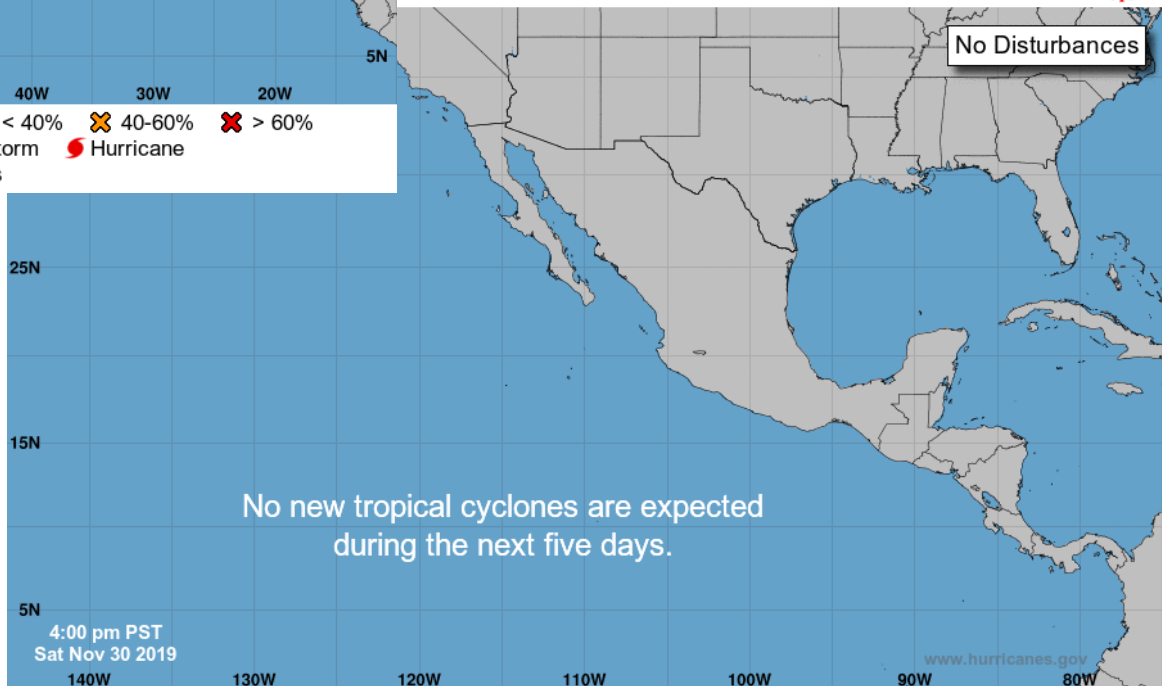 No Disturbances
5N
40W 30W 20W
< 40% 40-60% > 60%
orm Hurricane
25N
15N
No new tropical cyclones are expected
during the next five days.
5N
4:00 pm PST
Sat Nov 30 2019
www.hurricanes.gov
140W 130W 120W 110W 100W 90W 80W